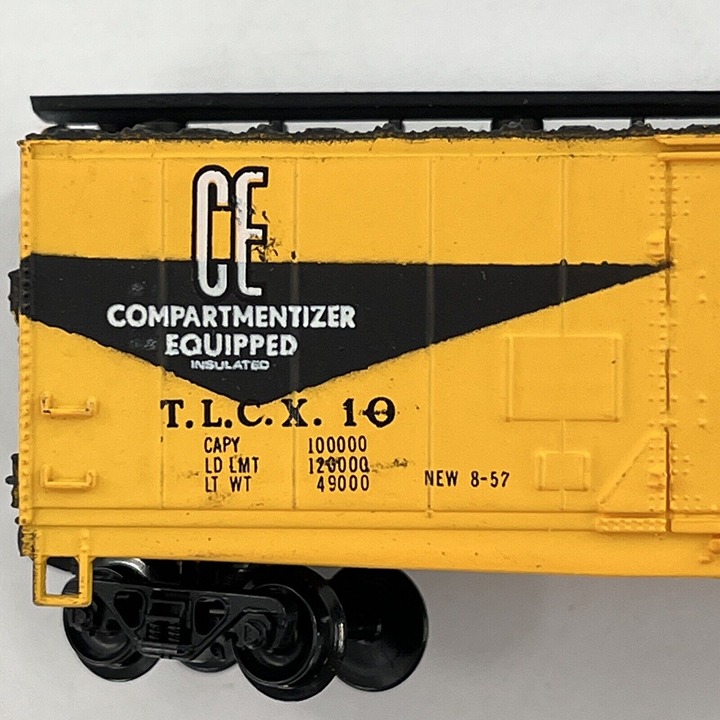 CE
COMPARTMENTIZER
EQUIPPED
INSULATED
T.L.C.X. 10
CAPY 100000
LD LMT 120000
LT WT 49000 NEW 8-57